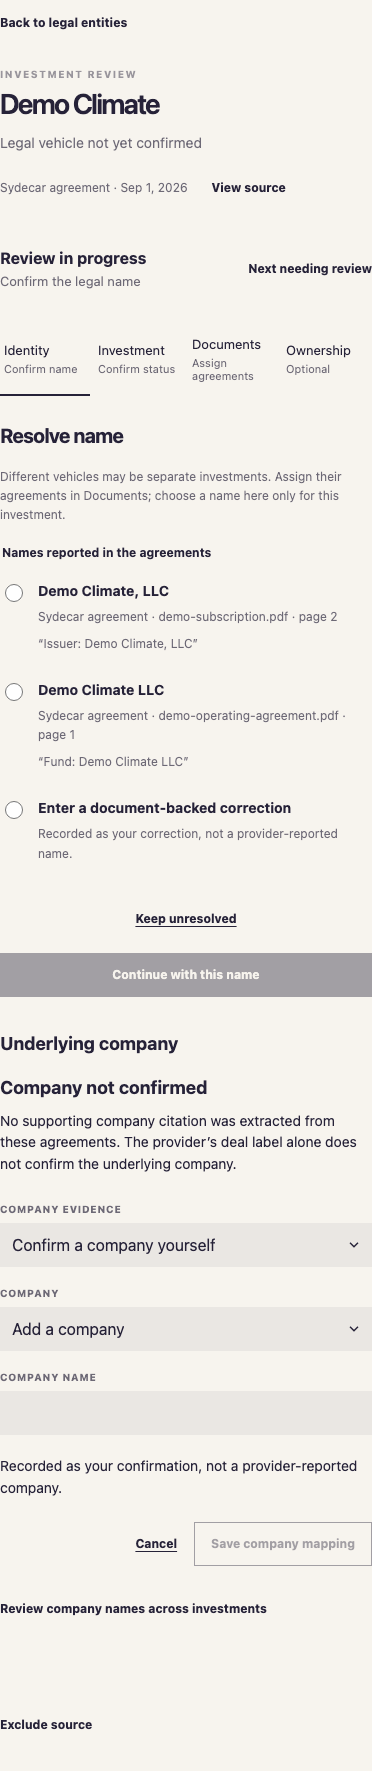 Back to legal entities
INVESTMENT REVIEW
Demo Climate
Legal vehicle not yet confirmed
Sydecar agreement · Sep 1, 2026 View source
Review in progress
Confirm the legal name
Next needing review
Identity
Confirm name
Investment
Confirm status
Documents
Assign
agreements
Ownership
Optional
Resolve name
Different vehicles may be separate investments. Assign their
agreements in Documents; choose a name here only for this
investment.
Names reported in the agreements
Demo Climate, LLC
Sydecar agreement · demo-subscription.pdf · page 2
“Issuer: Demo Climate, LLC”
Demo Climate LLC
Sydecar agreement · demo-operating-agreement.pdf ·
page 1
“Fund: Demo Climate LLC”
Enter a document-backed correction
Recorded as your correction, not a provider-reported
name.
Keep unresolved
Continue with this name
Underlying company
Company not confirmed
No supporting company citation was extracted from
these agreements. The provider’s deal label alone does
not confirm the underlying company.
COMPANY EVIDENCE
Confirm a company yourself
COMPANY
Add a company
COMPANY NAME
Recorded as your confirmation, not a provider-reported
company.
Cancel Save company mapping
Review company names across investments
Exclude source